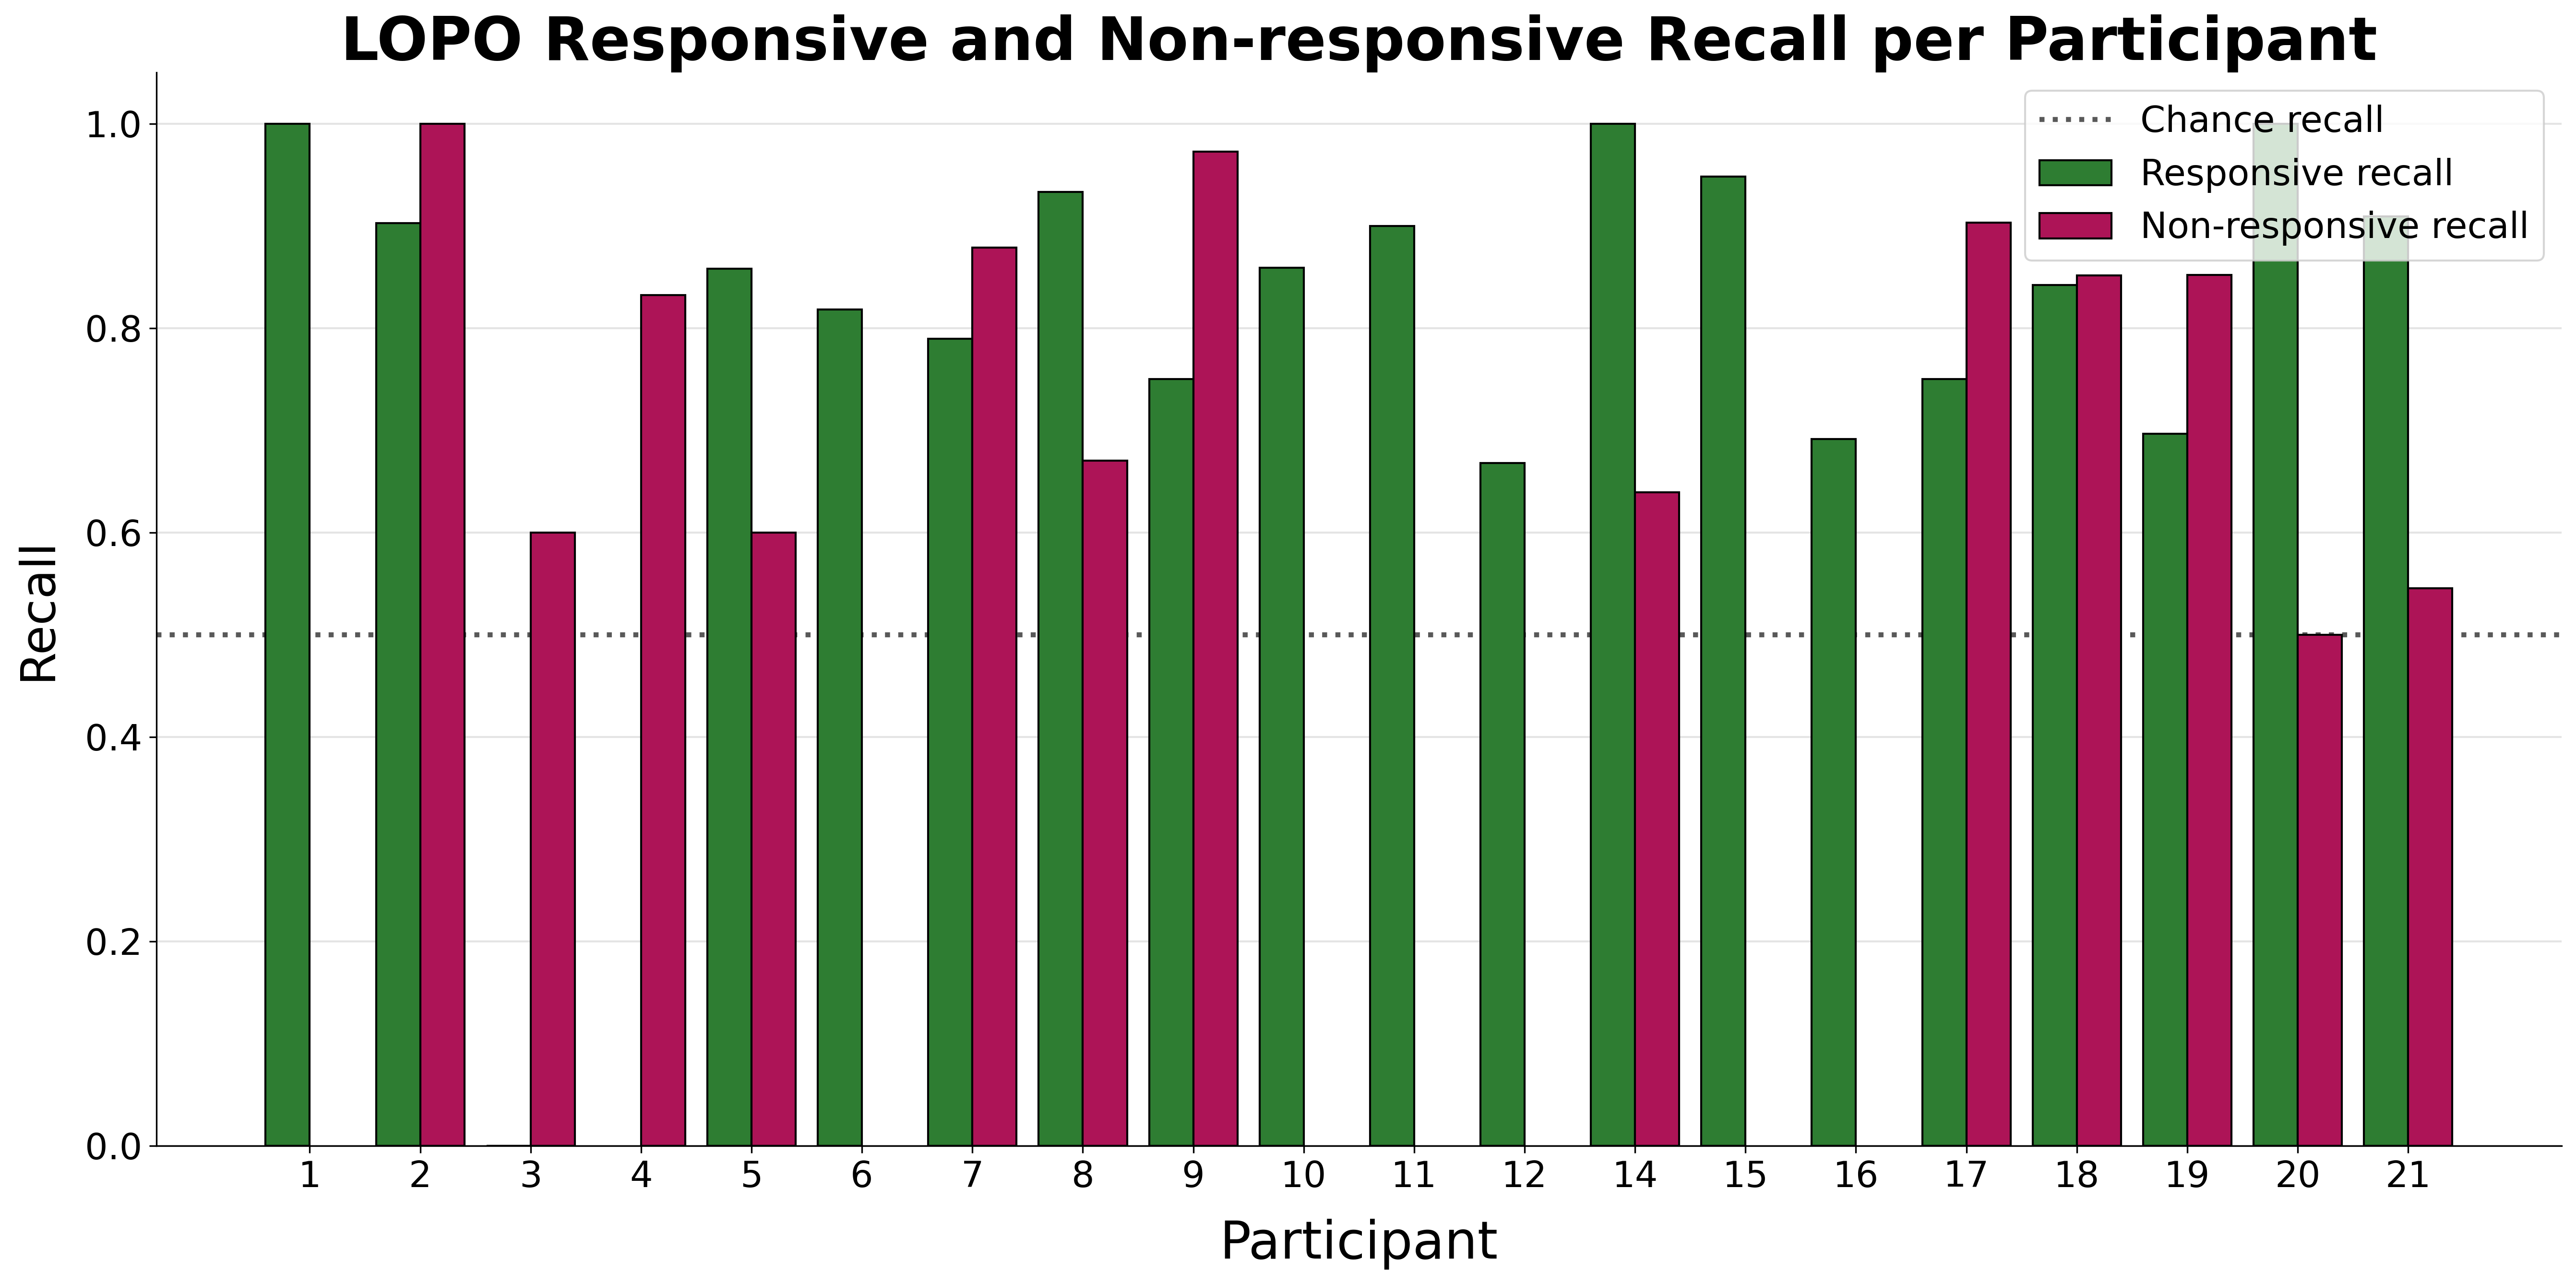 LOPO Responsive and Non-responsive Recall per Participant
Chance recall
Responsive recall
Non-responsive recall
Recall
1.0
0.8
0.6
0.4
0.2
0.0
1 2 3 4 5 6 7 8 9 10 11 12 14 15 16 17 18 19 20 21
Participant